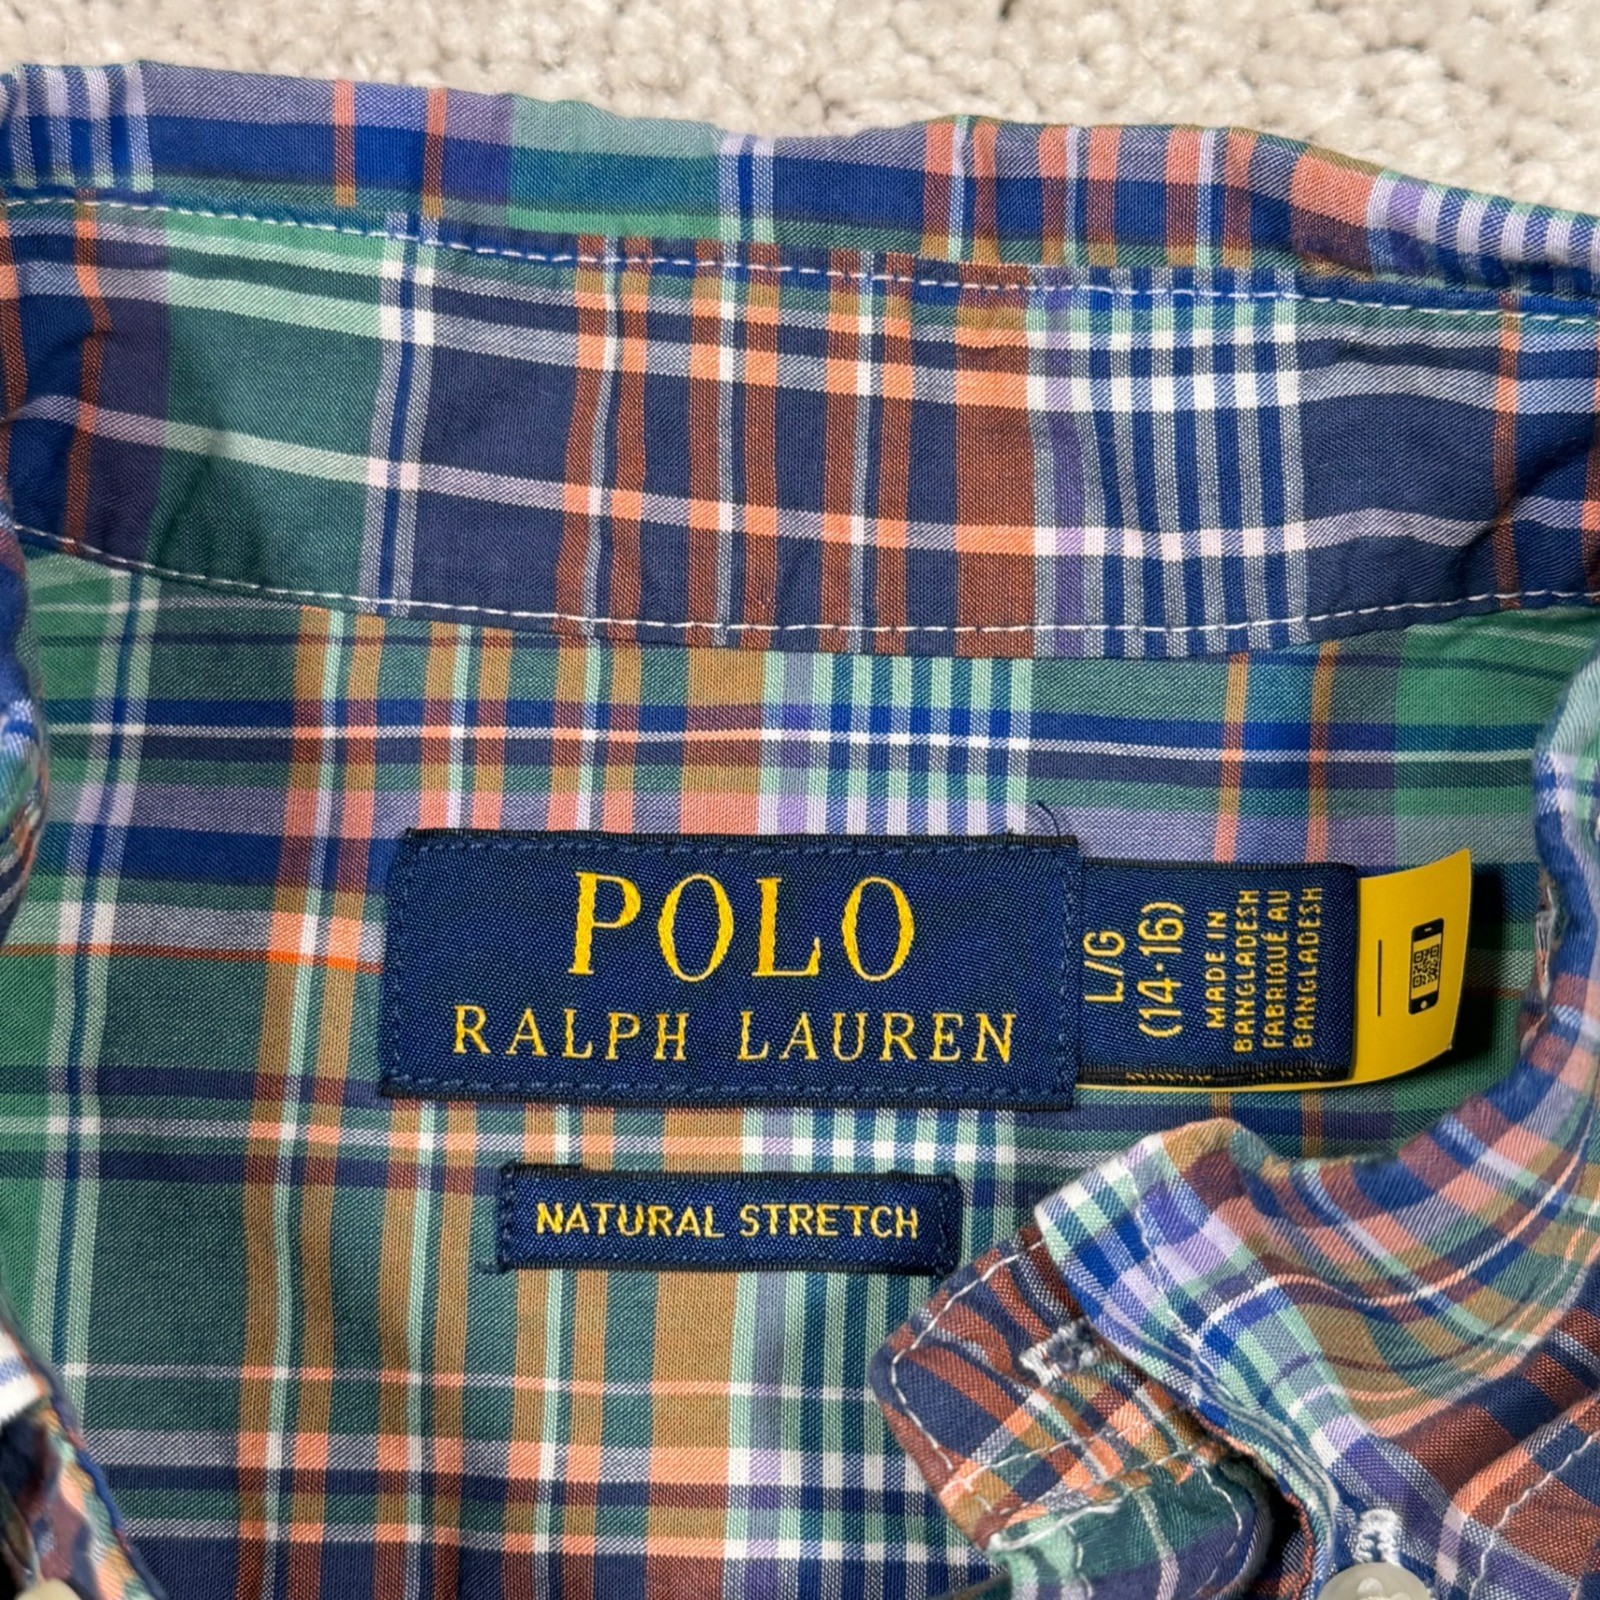 POLO
RALPH LAUREN
L/G
(14-16)
MADE IN
BANGLADESH
FABRIQUÉ AU
BANGLADESH
NATURAL STRETCH